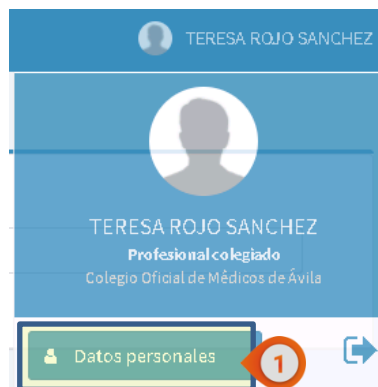 TERESA ROJO SANCHEZ
TERESA ROJO SANCHEZ
Profesional colegiado
Colegio Oficial de Médicos de Ávila
Datos personales
1